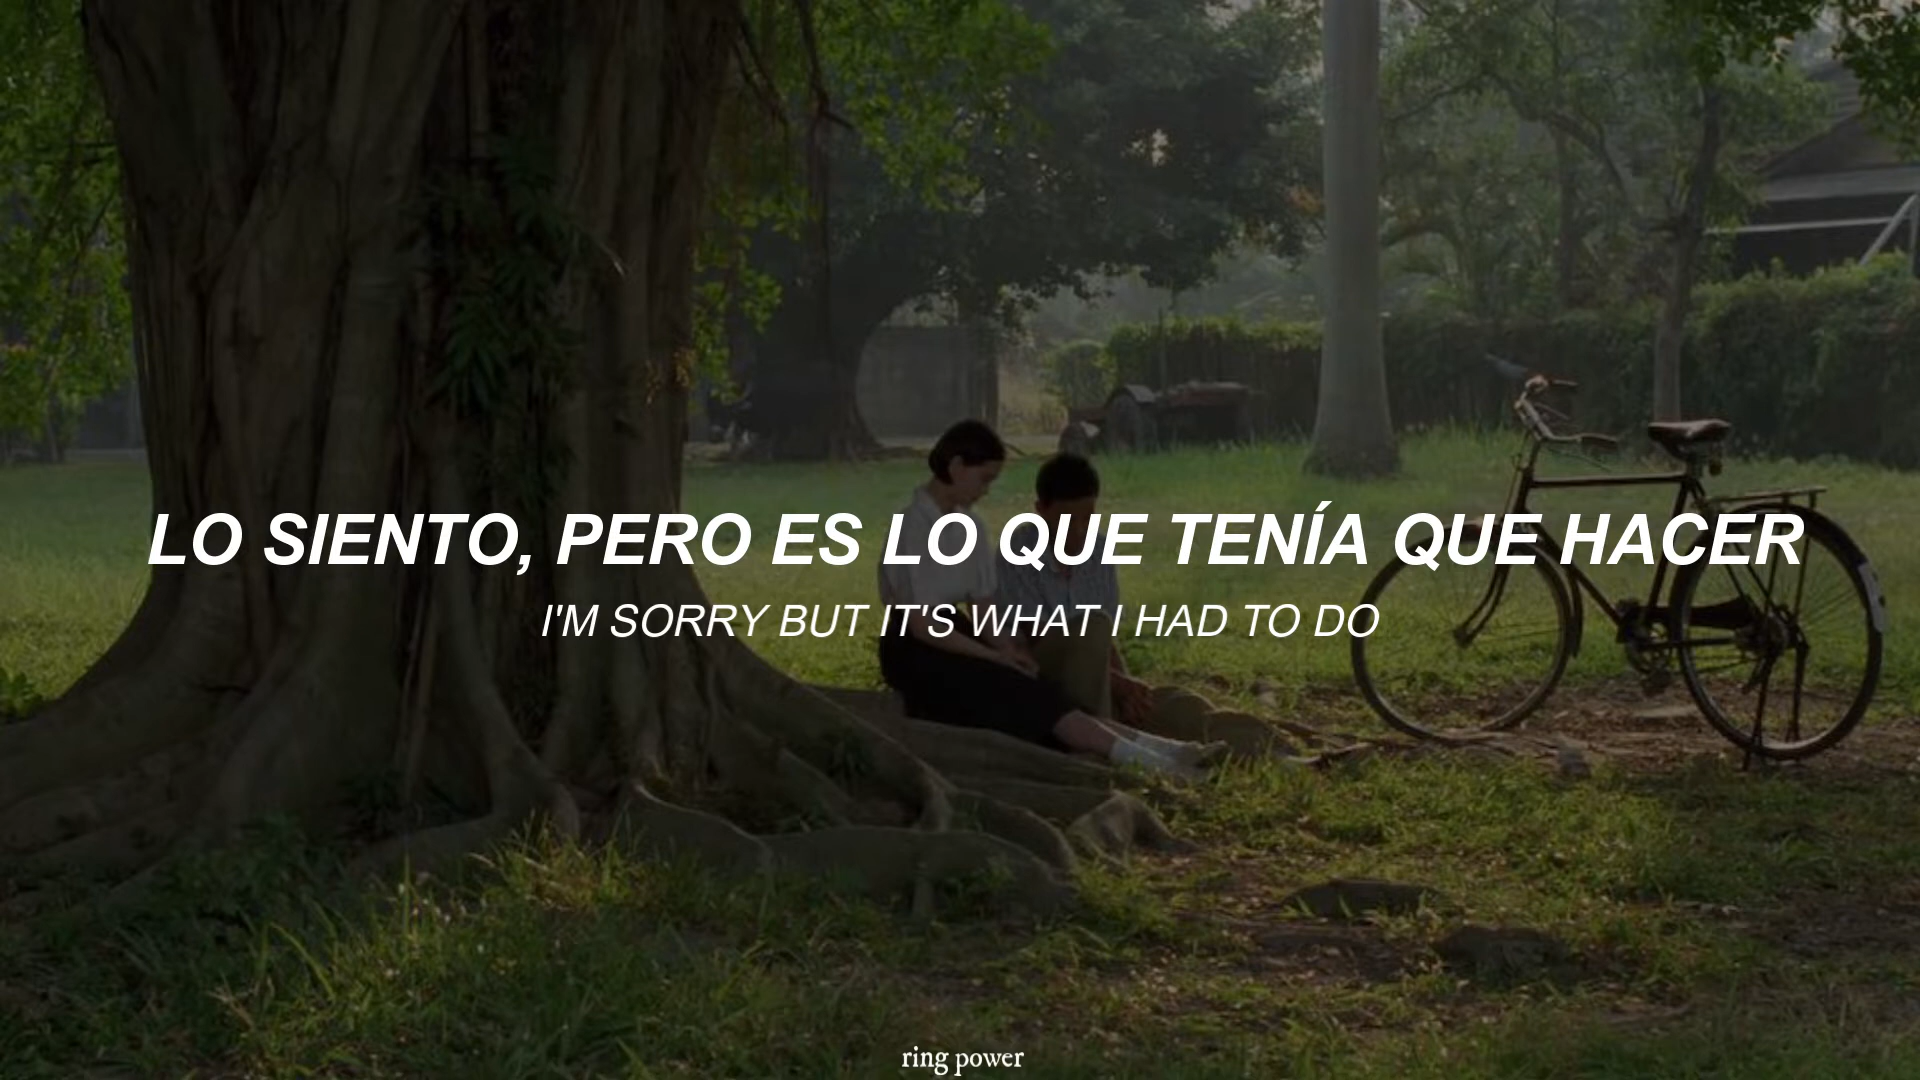 LO SIENTO, PERO ES LO QUE TENÍA QUE HACER
I'M SORRY BUT IT'S WHAT I HAD TO DO
ring power